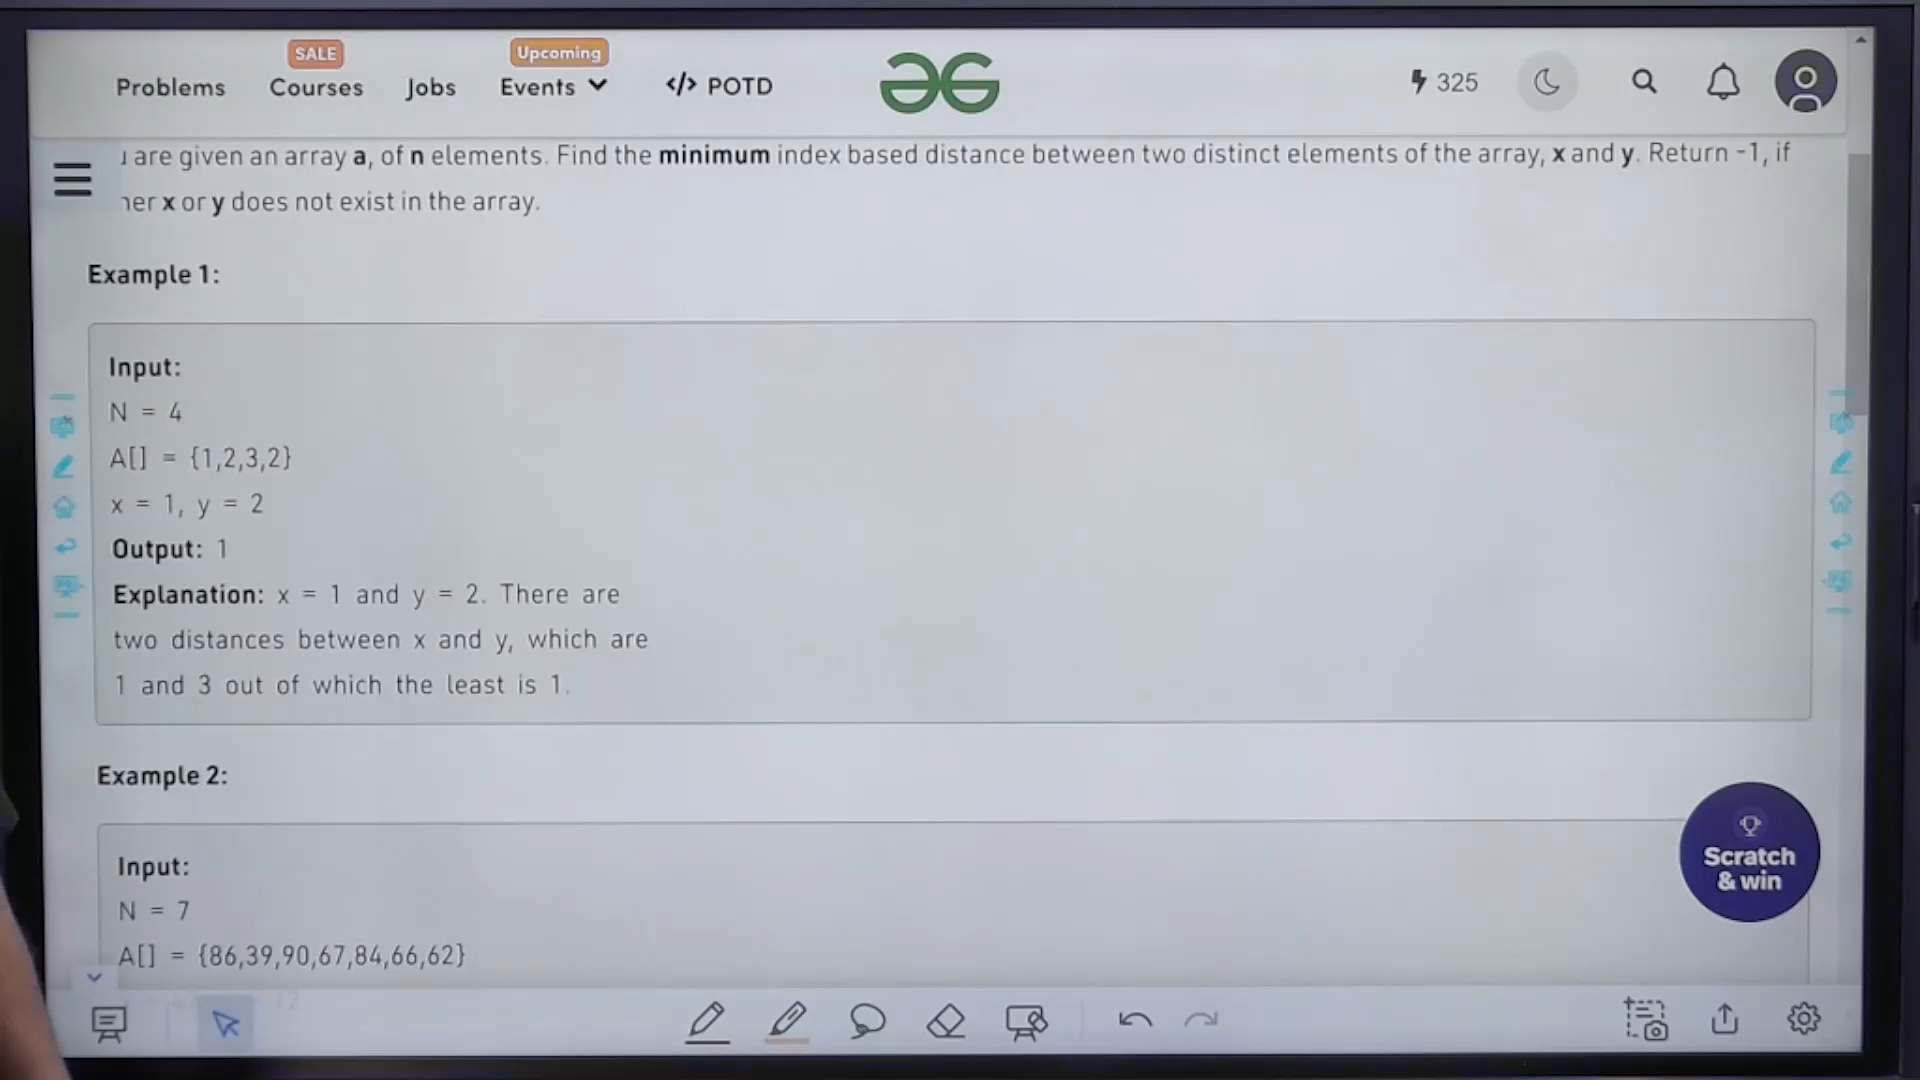 SALE
Upcoming
Problems Courses Jobs Events </> POTD 325
are given an array a, of n elements. Find the minimum index based distance between two distinct elements of the array, x and y. Return -1, if
x or y does not exist in the array.
Example 1:
Input:
N = 4
A[] = {1,2,3,2}
x = 1, y = 2
Output: 1
Explanation: x = 1 and y = 2. There are
two distances between x and y, which are
1 and 3 out of which the least is 1.
Example 2:
Input:
N = 7
A[] = {86,39,90,67,84,66,62}
Scratch
& win